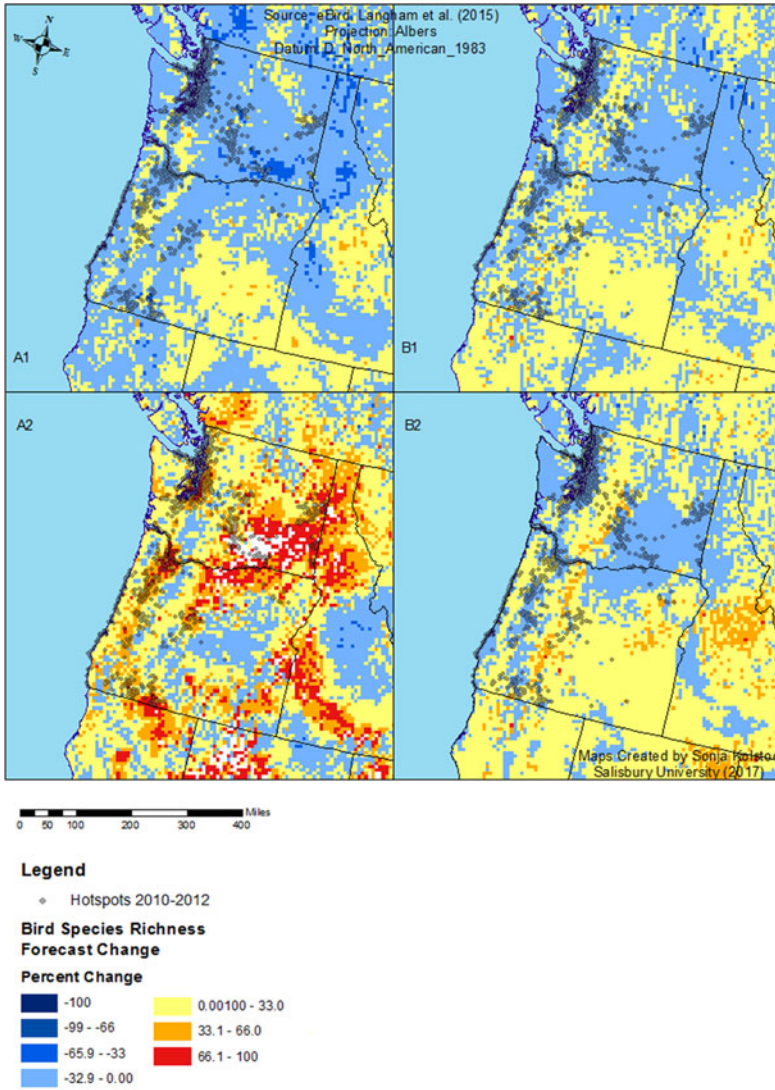 Source: eBird, Langham et al. (2015)
Projection: Albers
Datum: D_North_American_1983
N
W
E
S
A1
B1
A2
B2
Maps Created by Sonja Kolstoe
Salisbury University (2017)
Miles
0 50 100 200 300 400
Legend
Hotspots 2010-2012
Bird Species Richness
Forecast Change
Percent Change
-100
-99 - -66
-65.9 - -33
-32.9 - 0.00
0.00100 - 33.0
33.1 - 66.0
66.1 - 100